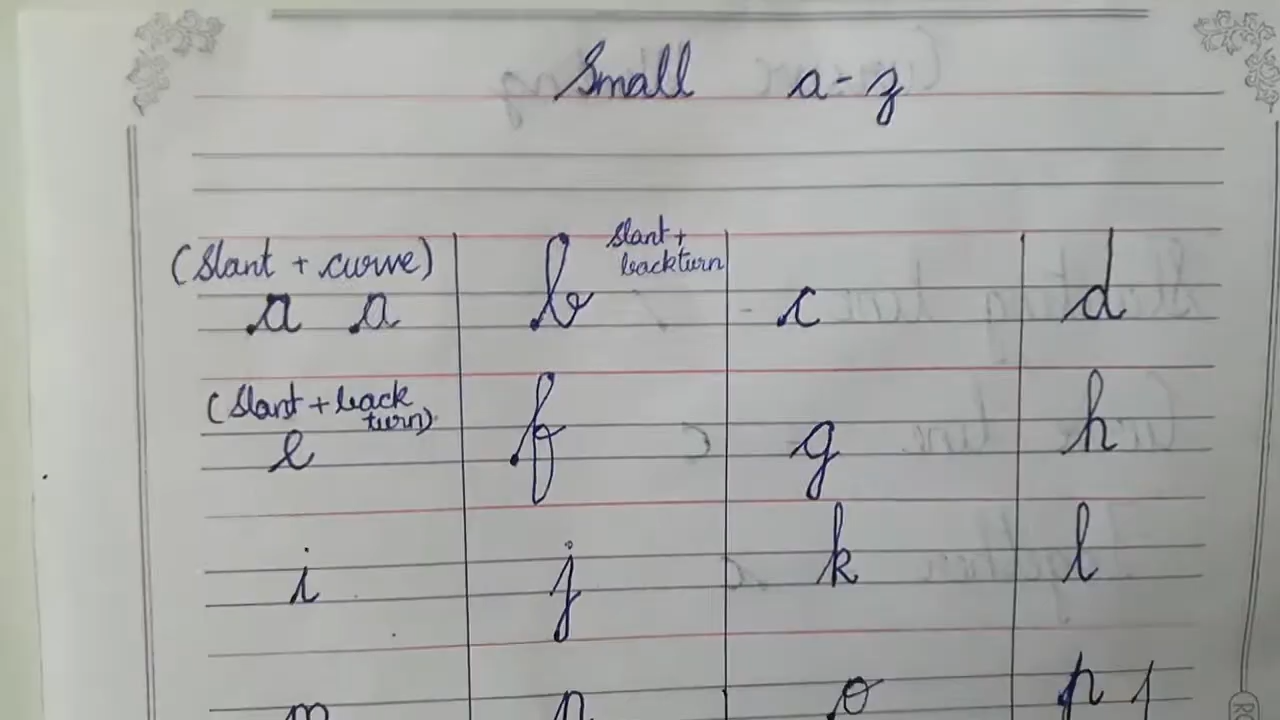 Small a - z
(Slant + curve)
a a
b
slant +
backturn
c
d
(Slant + back
turn)
e
f
g
h
i
j
k
l
m
n
o
p